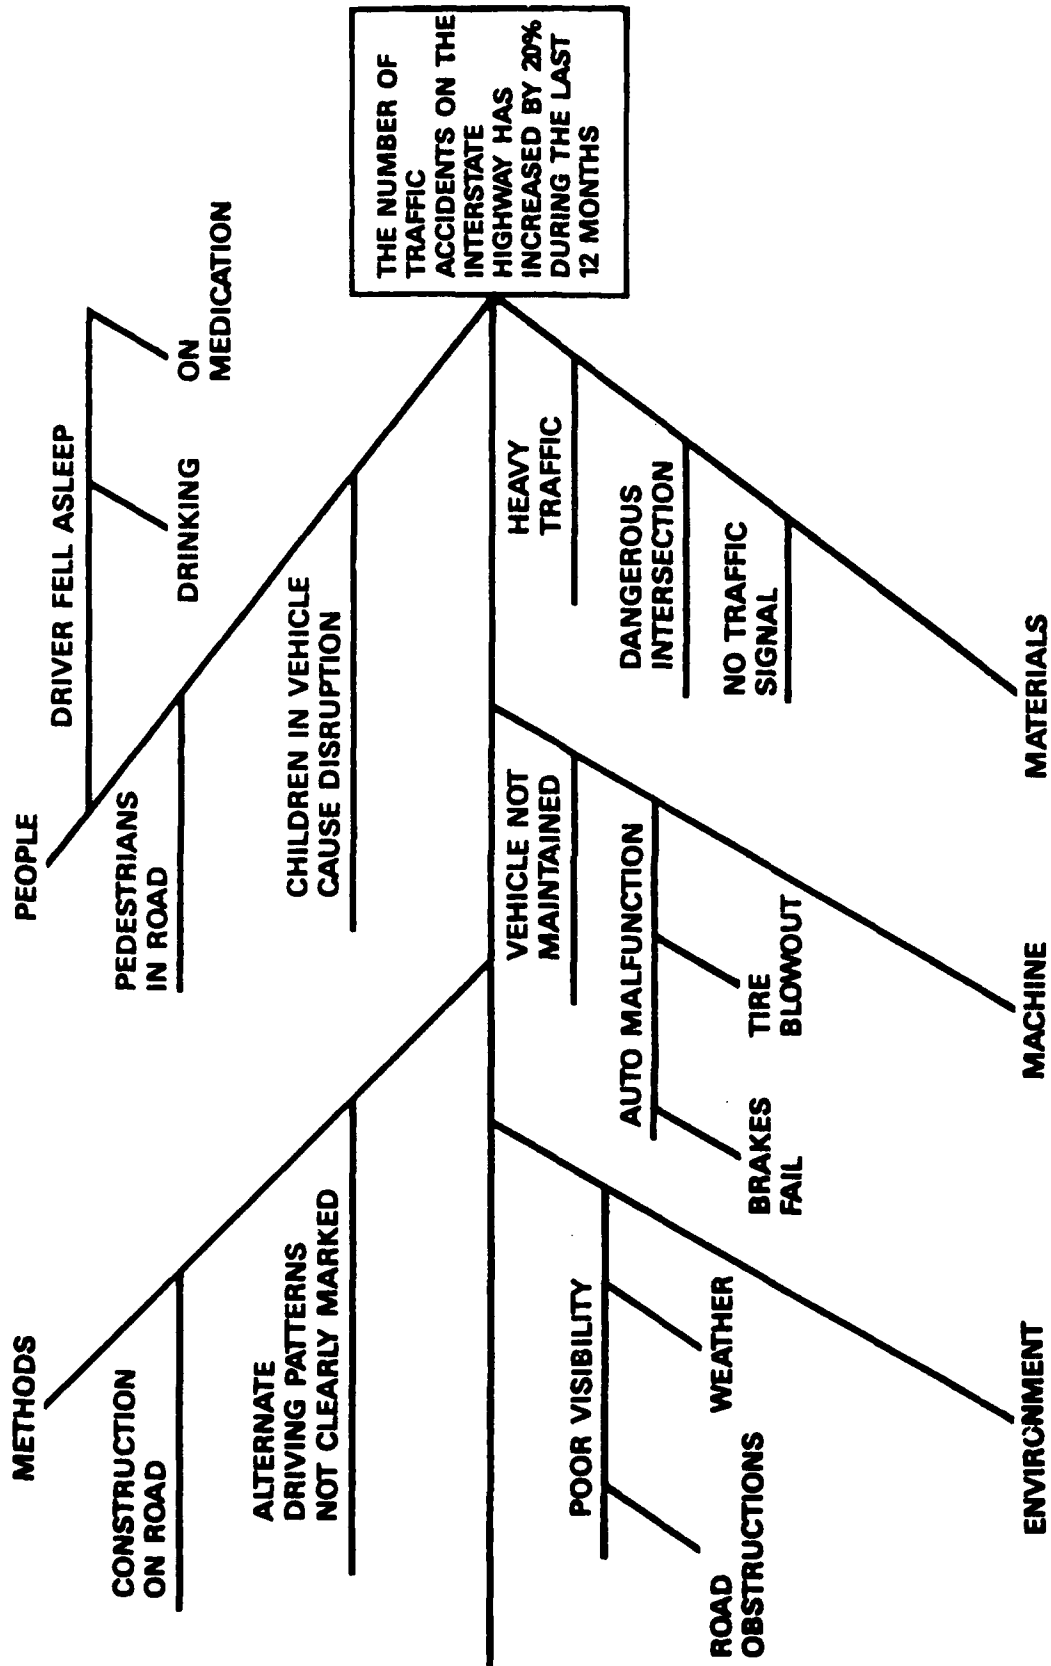 METHODS
CONSTRUCTION
ON ROAD
ALTERNATE
DRIVING PATTERNS
NOT CLEARLY MARKED
PEOPLE
PEDESTRIANS
IN ROAD
DRIVER FELL ASLEEP
DRINKING
ON
MEDICATION
CHILDREN IN VEHICLE
CAUSE DISRUPTION
THE NUMBER OF
TRAFFIC
ACCIDENTS ON THE
INTERSTATE
HIGHWAY HAS
INCREASED BY 20%
DURING THE LAST
12 MONTHS
POOR VISIBILITY
ROAD
OBSTRUCTIONS
WEATHER
ENVIRONMENT
VEHICLE NOT
MAINTAINED
AUTO MALFUNCTION
BRAKES
FAIL
TIRE
BLOWOUT
MACHINE
HEAVY
TRAFFIC
DANGEROUS
INTERSECTION
NO TRAFFIC
SIGNAL
MATERIALS